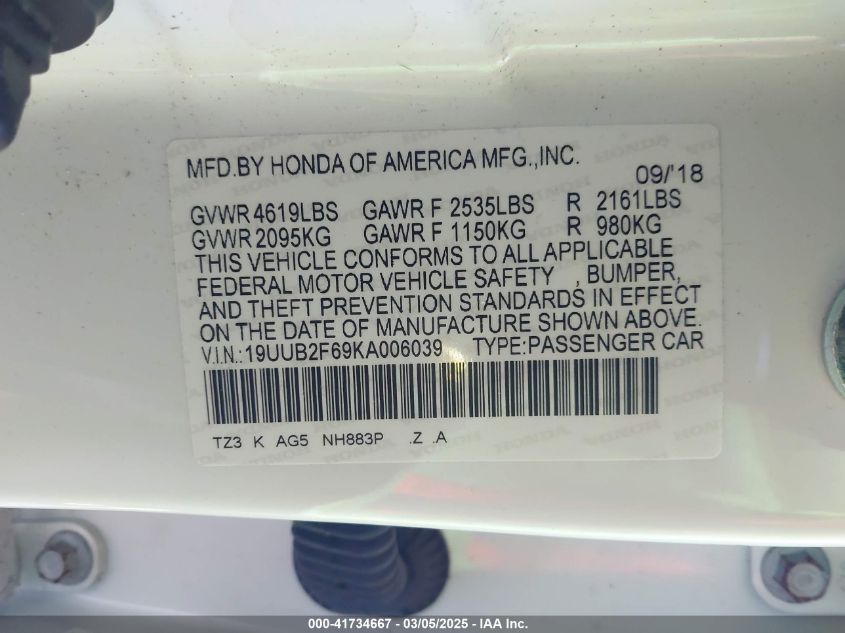 MFD.BY HONDA OF AMERICA MFG.,INC.
09/'18
GVWR 4619LBS GAWR F 2535LBS R 2161LBS
GVWR 2095KG GAWR F 1150KG R 980KG
THIS VEHICLE CONFORMS TO ALL APPLICABLE
FEDERAL MOTOR VEHICLE SAFETY , BUMPER,
AND THEFT PREVENTION STANDARDS IN EFFECT
ON THE DATE OF MANUFACTURE SHOWN ABOVE.
V.I.N.:19UUB2F69KA006039 TYPE:PASSENGER CAR
TZ3 K AG5 NH883P .Z .A
000-41734667 - 03/05/2025 - IAA Inc.